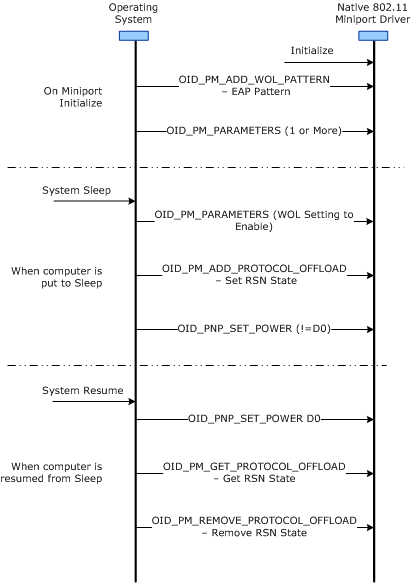 Operating
System
Native 802.11
Miniport Driver
Initialize
On Miniport
Initialize
OID_PM_ADD_WOL_PATTERN
– EAP Pattern
OID_PM_PARAMETERS (1 or More)
System Sleep
OID_PM_PARAMETERS (WOL Setting to
Enable)
When computer is
put to Sleep
OID_PM_ADD_PROTOCOL_OFFLOAD
– Set RSN State
OID_PNP_SET_POWER (!=D0)
System Resume
OID_PNP_SET_POWER D0
When computer is
resumed from Sleep
OID_PM_GET_PROTOCOL_OFFLOAD
– Get RSN State
OID_PM_REMOVE_PROTOCOL_OFFLOAD
– Remove RSN State